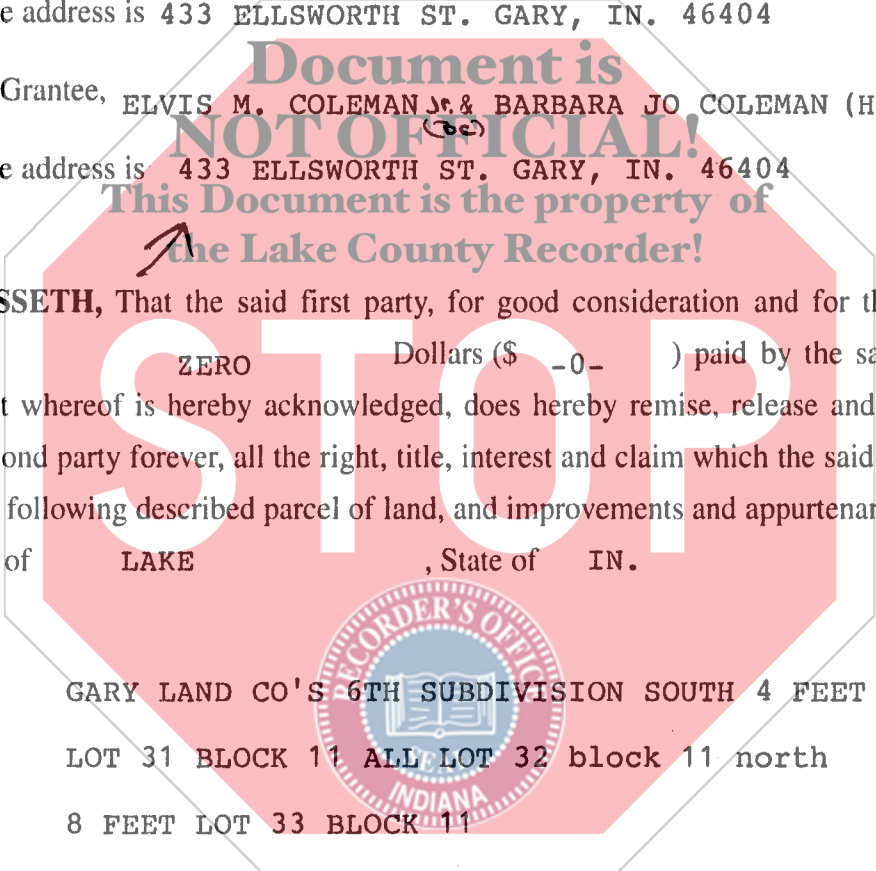 e address is 433 ELLSWORTH ST. GARY, IN. 46404
Document is
Grantee, ELVIS M. COLEMAN Jr. & BARBARA JO COLEMAN (H
(BC)
NOT OFFICIAL!
e address is 433 ELLSWORTH ST. GARY, IN. 46404
This Document is the property of
the Lake County Recorder!
SSETH, That the said first party, for good consideration and for th
ZERO Dollars ($ -0- ) paid by the sa
t whereof is hereby acknowledged, does hereby remise, release and
ond party forever, all the right, title, interest and claim which the said
following described parcel of land, and improvements and appurtenan
of LAKE , State of IN.
STOP
RECORDER'S OFFICE
GARY LAND CO'S 6TH SUBDIVISION SOUTH 4 FEET
LOT 31 BLOCK 11 ALL LOT 32 block 11 north
SEAL
INDIANA
8 FEET LOT 33 BLOCK 11